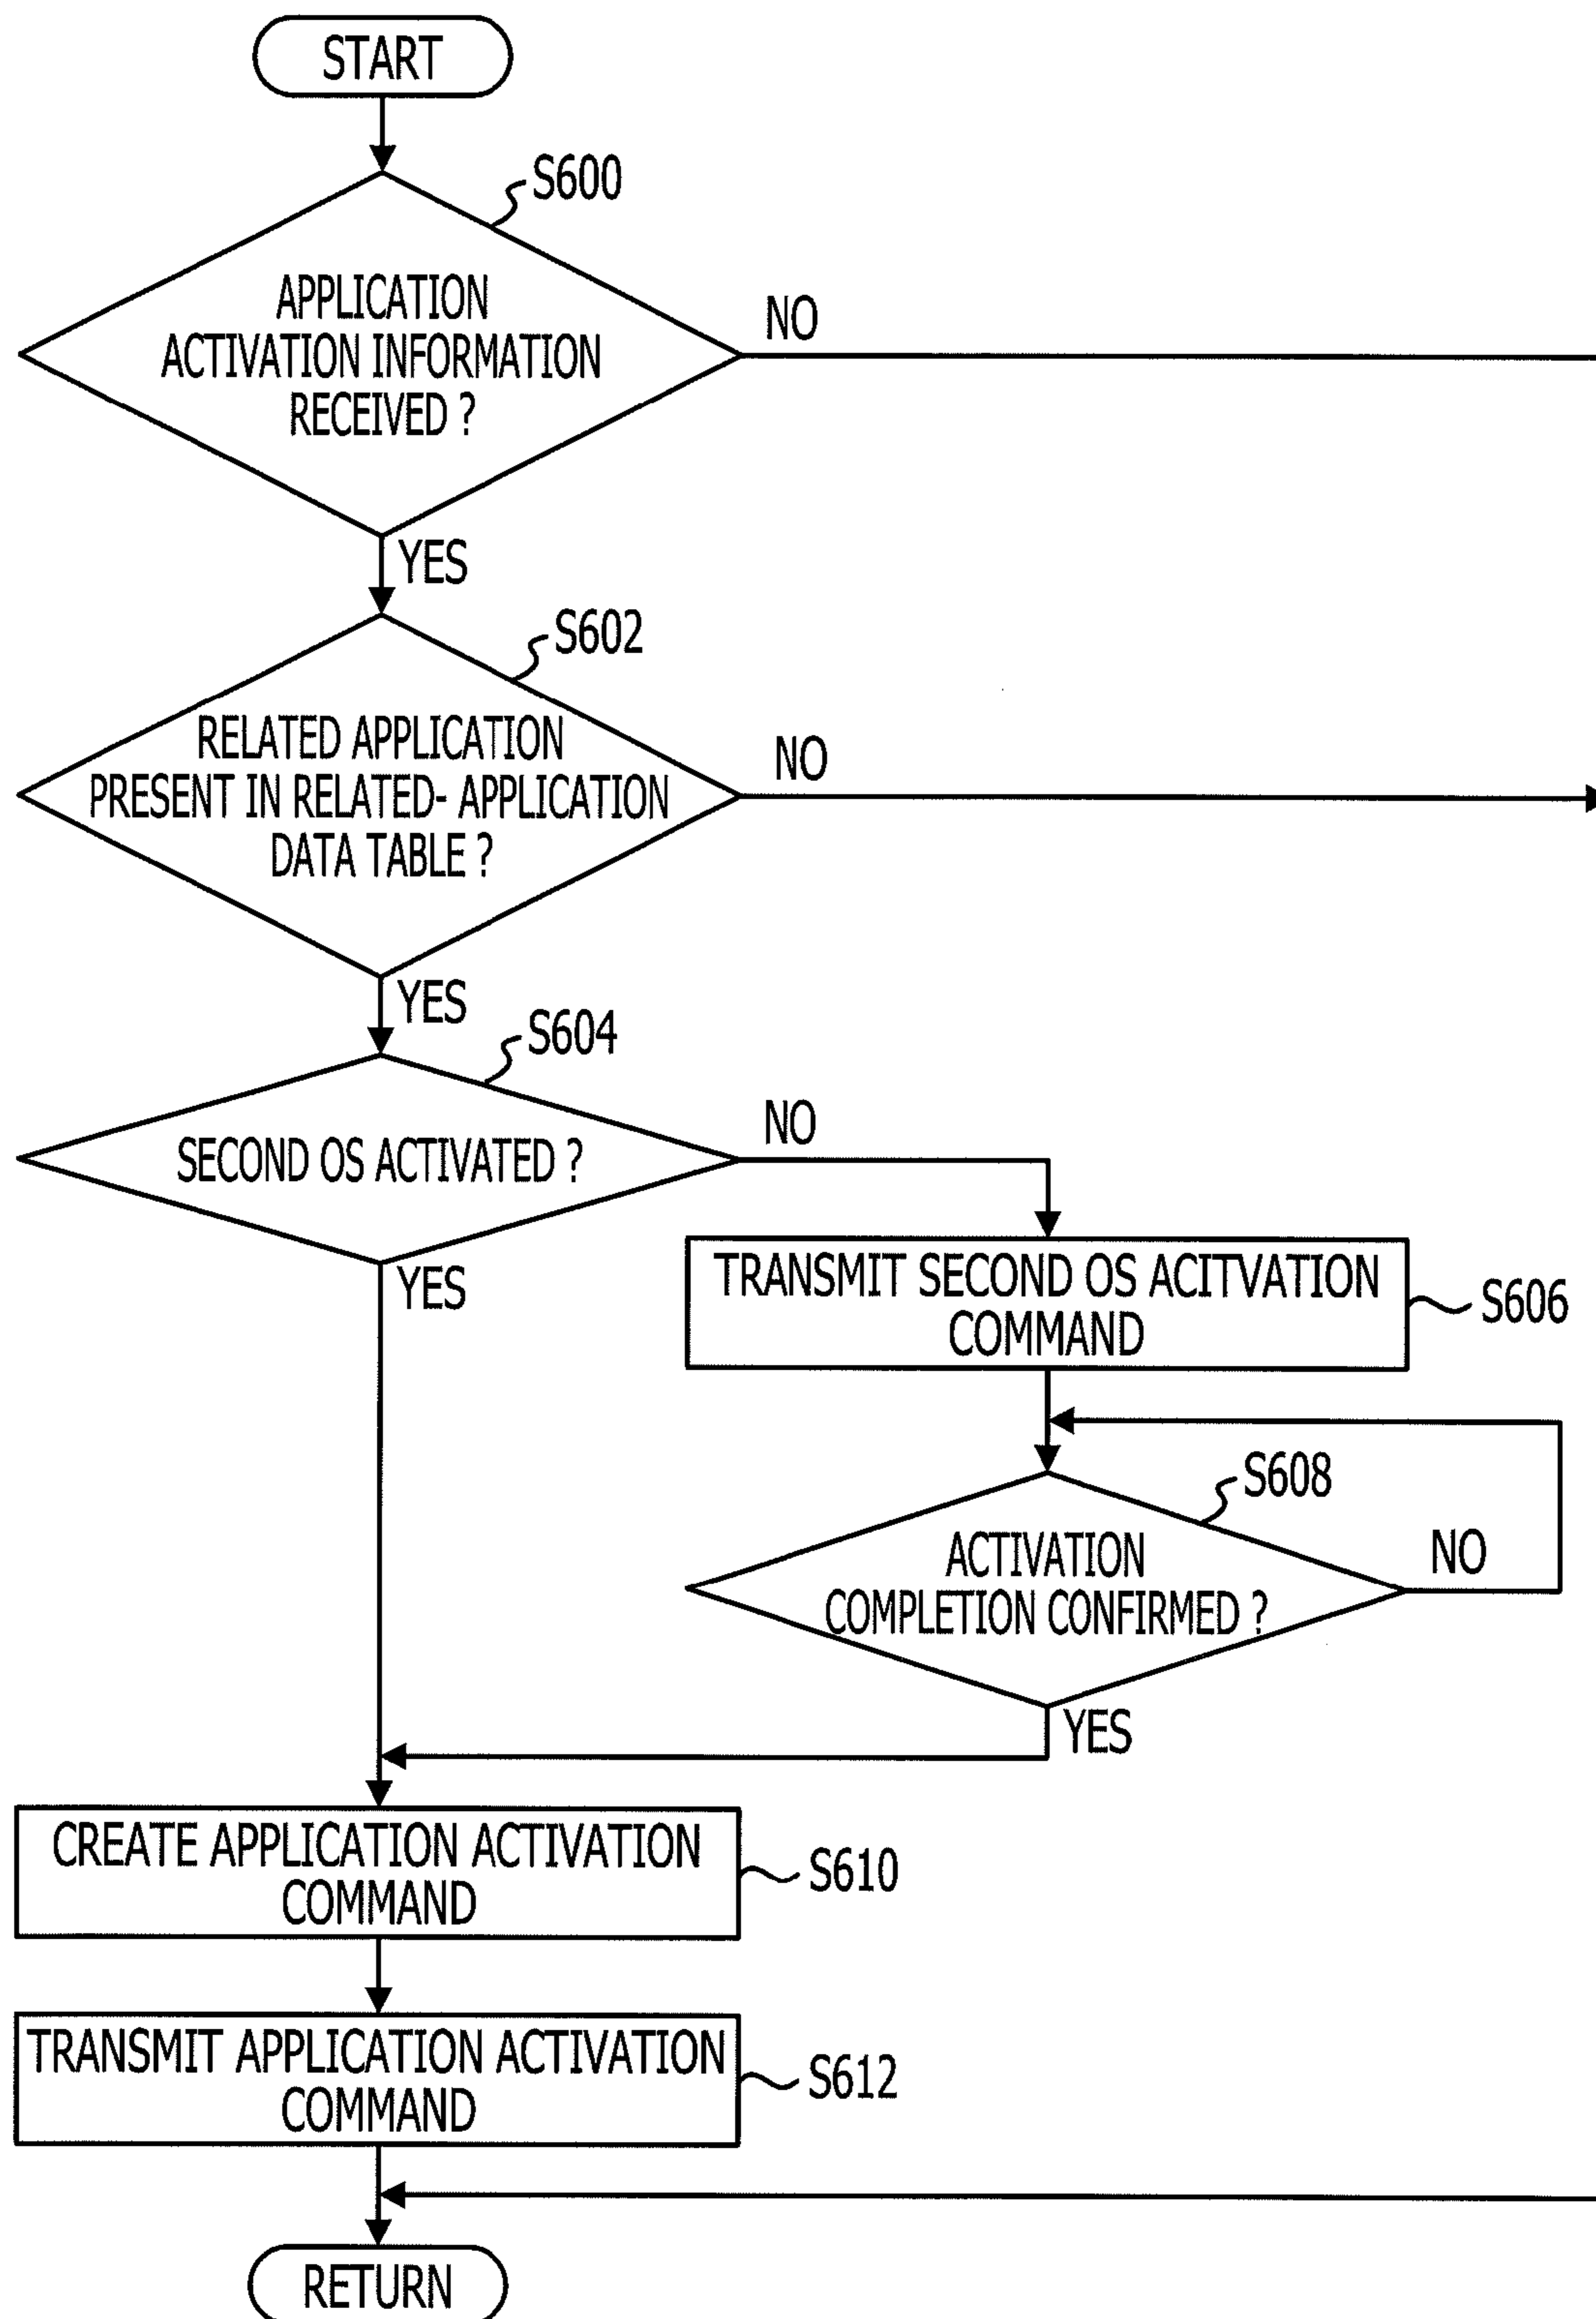 START
S600
APPLICATION
ACTIVATION INFORMATION
RECEIVED ?
NO
YES
S602
RELATED APPLICATION
PRESENT IN RELATED- APPLICATION
DATA TABLE ?
NO
YES
S604
SECOND OS ACTIVATED ?
NO
YES
TRANSMIT SECOND OS ACITVATION
COMMAND
S606
S608
ACTIVATION
COMPLETION CONFIRMED ?
NO
YES
CREATE APPLICATION ACTIVATION
COMMAND
S610
TRANSMIT APPLICATION ACTIVATION
COMMAND
S612
RETURN